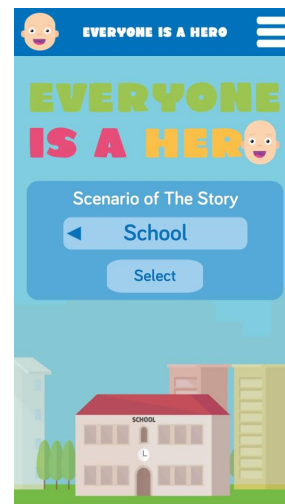 EVERYONE IS A HERO
EVERYONE
IS A HERO
Scenario of The Story
School
Select
SCHOOL